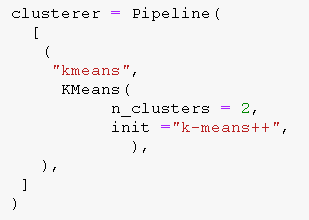 clusterer = Pipeline(
[
(
"kmeans",
KMeans(
n_clusters = 2,
init ="k-means++",
),
),
]
)